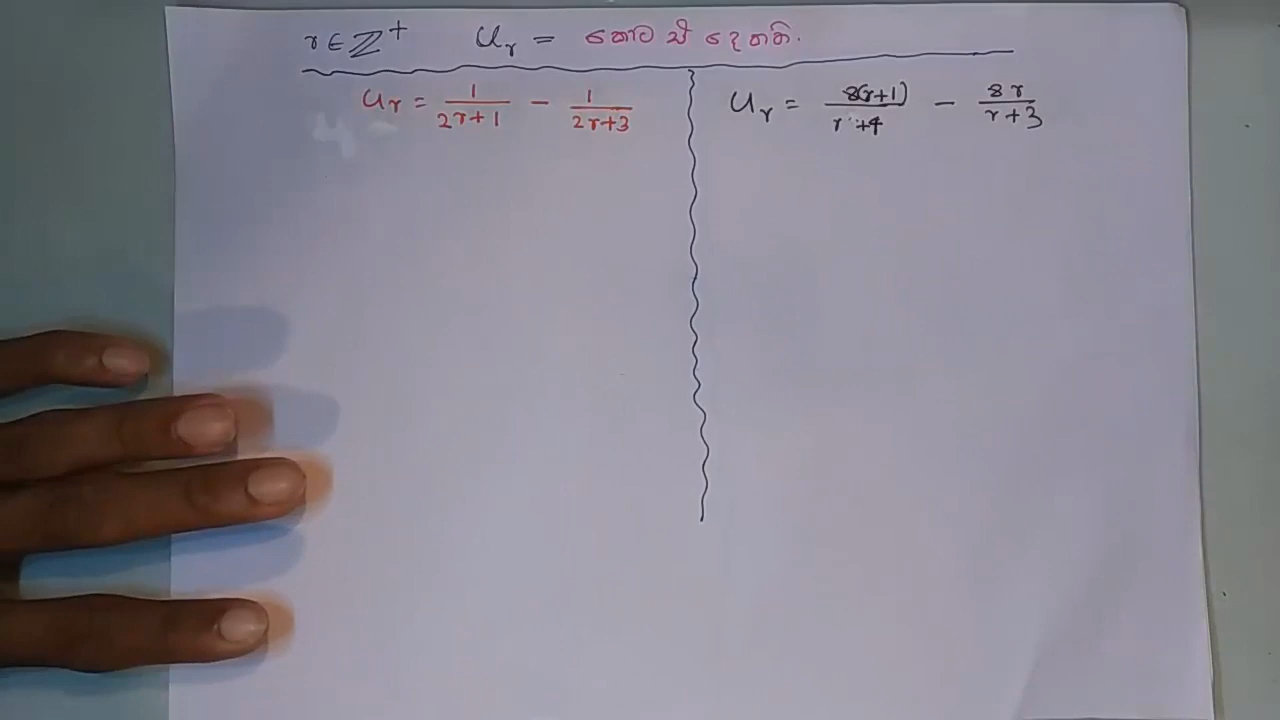 r ∈ ℤ⁺ Uᵣ = කොටස් දෙකකි.
Uᵣ = 1/(2r+1) − 1/(2r+3)
Uᵣ = 8(r+1)/(r+4) − 8r/(r+3)